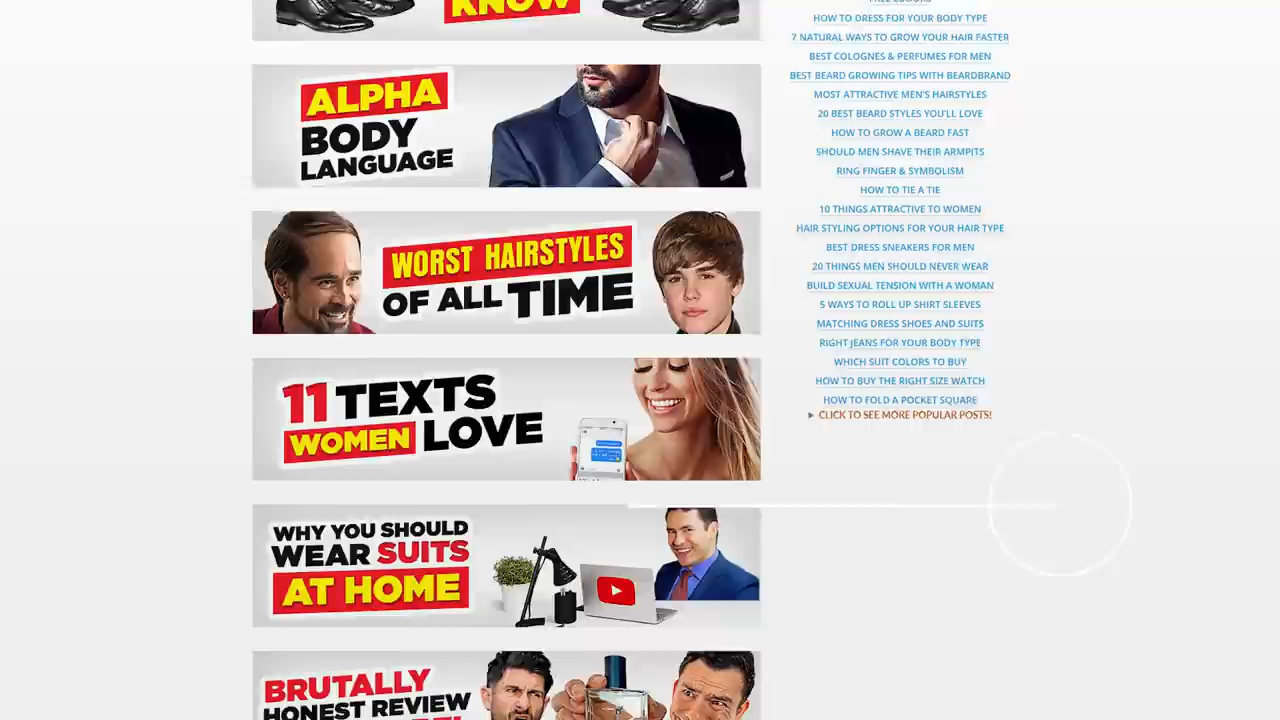 KNOW
ALPHA
BODY
LANGUAGE
WORST HAIRSTYLES
OF ALL TIME
11 TEXTS
WOMEN LOVE
WHY YOU SHOULD
WEAR SUITS
AT HOME
BRUTALLY
HONEST REVIEW
HOW TO DRESS FOR YOUR BODY TYPE
7 NATURAL WAYS TO GROW YOUR HAIR FASTER
BEST COLOGNES & PERFUMES FOR MEN
BEST BEARD GROWING TIPS WITH BEARDBRAND
MOST ATTRACTIVE MEN'S HAIRSTYLES
20 BEST BEARD STYLES YOU'LL LOVE
HOW TO GROW A BEARD FAST
SHOULD MEN SHAVE THEIR ARMPITS
RING FINGER & SYMBOLISM
HOW TO TIE A TIE
10 THINGS ATTRACTIVE TO WOMEN
HAIR STYLING OPTIONS FOR YOUR HAIR TYPE
BEST DRESS SNEAKERS FOR MEN
20 THINGS MEN SHOULD NEVER WEAR
BUILD SEXUAL TENSION WITH A WOMAN
5 WAYS TO ROLL UP SHIRT SLEEVES
MATCHING DRESS SHOES AND SUITS
RIGHT JEANS FOR YOUR BODY TYPE
WHICH SUIT COLORS TO BUY
HOW TO BUY THE RIGHT SIZE WATCH
HOW TO FOLD A POCKET SQUARE
► CLICK TO SEE MORE POPULAR POSTS!